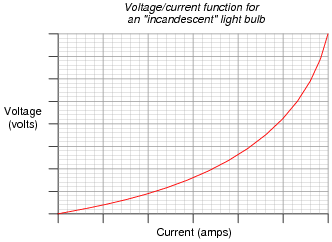 Voltage/current function for
an "incandescent" light bulb
Voltage
(volts)
Current (amps)